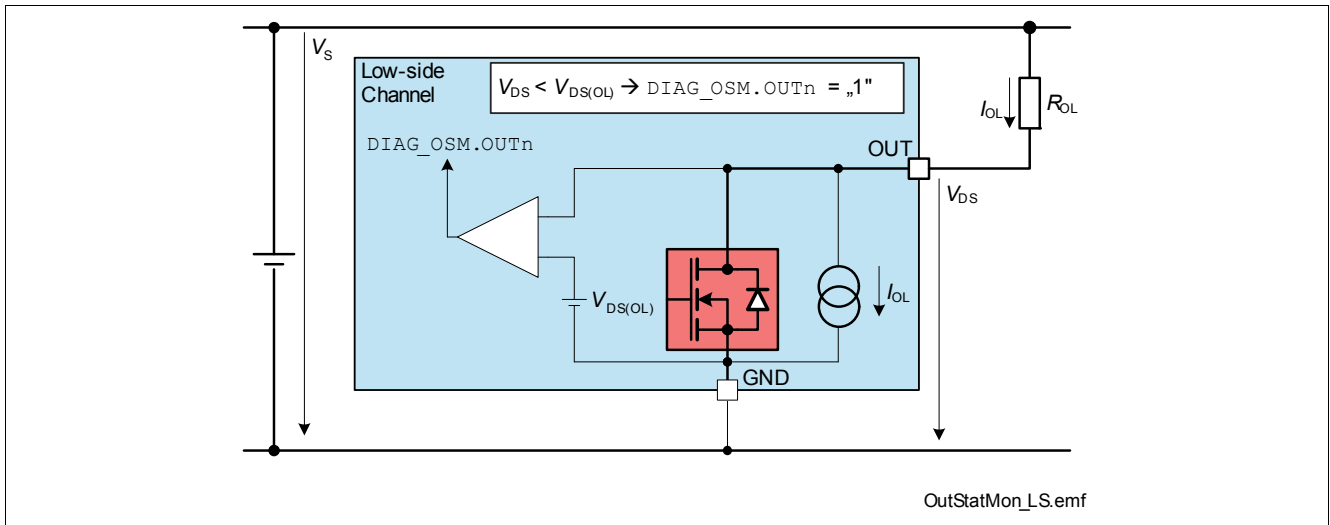 VS
Low-side
Channel
VDS < VDS(OL) → DIAG_OSM.OUTn = „1"
DIAG_OSM.OUTn
IOL
ROL
OUT
VDS
VDS(OL)
IOL
GND
OutStatMon_LS.emf